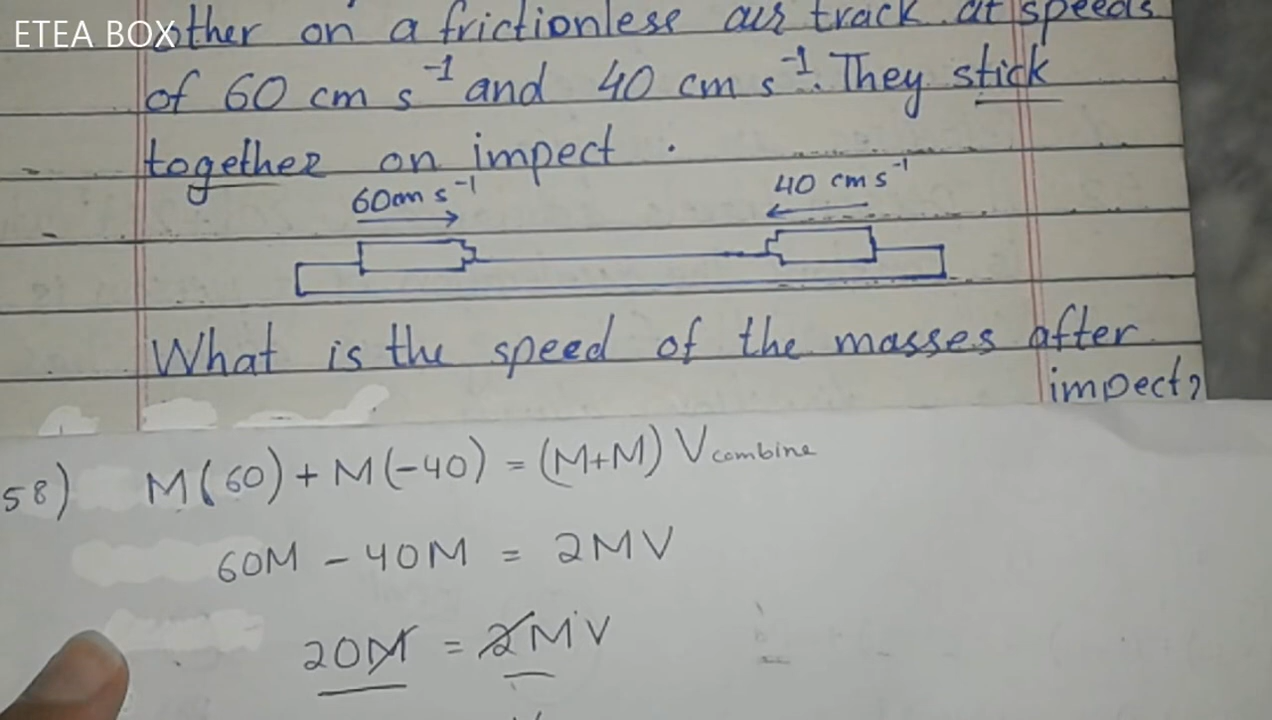 ETEA BOX
other on a frictionless air track at speeds
of 60 cm s⁻¹ and 40 cm s⁻¹. They stick
together on impect.
60cm s⁻¹
40 cm s⁻¹
What is the speed of the masses after
impect?
58) M(60) + M(-40) = (M+M) Vcombine
60M - 40M = 2MV
20M = 2MV